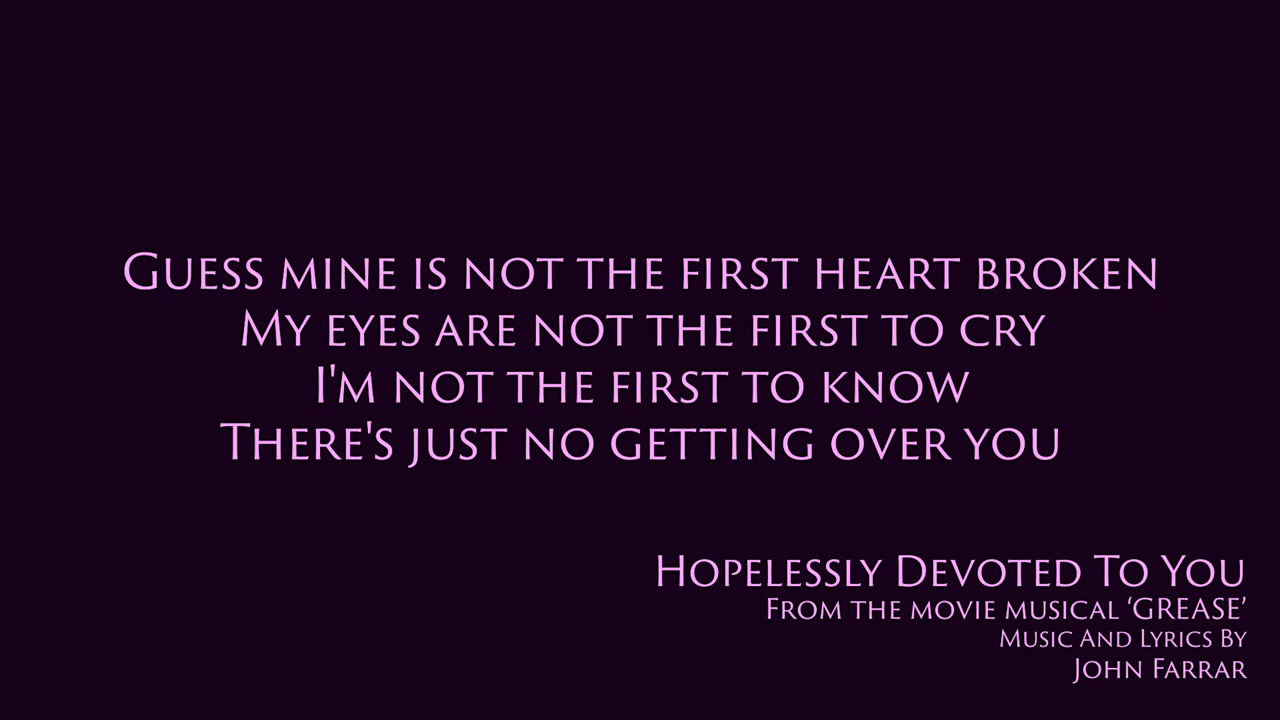 Guess mine is not the first heart broken
My eyes are not the first to cry
I'm not the first to know
There's just no getting over you
Hopelessly Devoted To You
From the movie musical ‘GREASE’
Music And Lyrics By
John Farrar